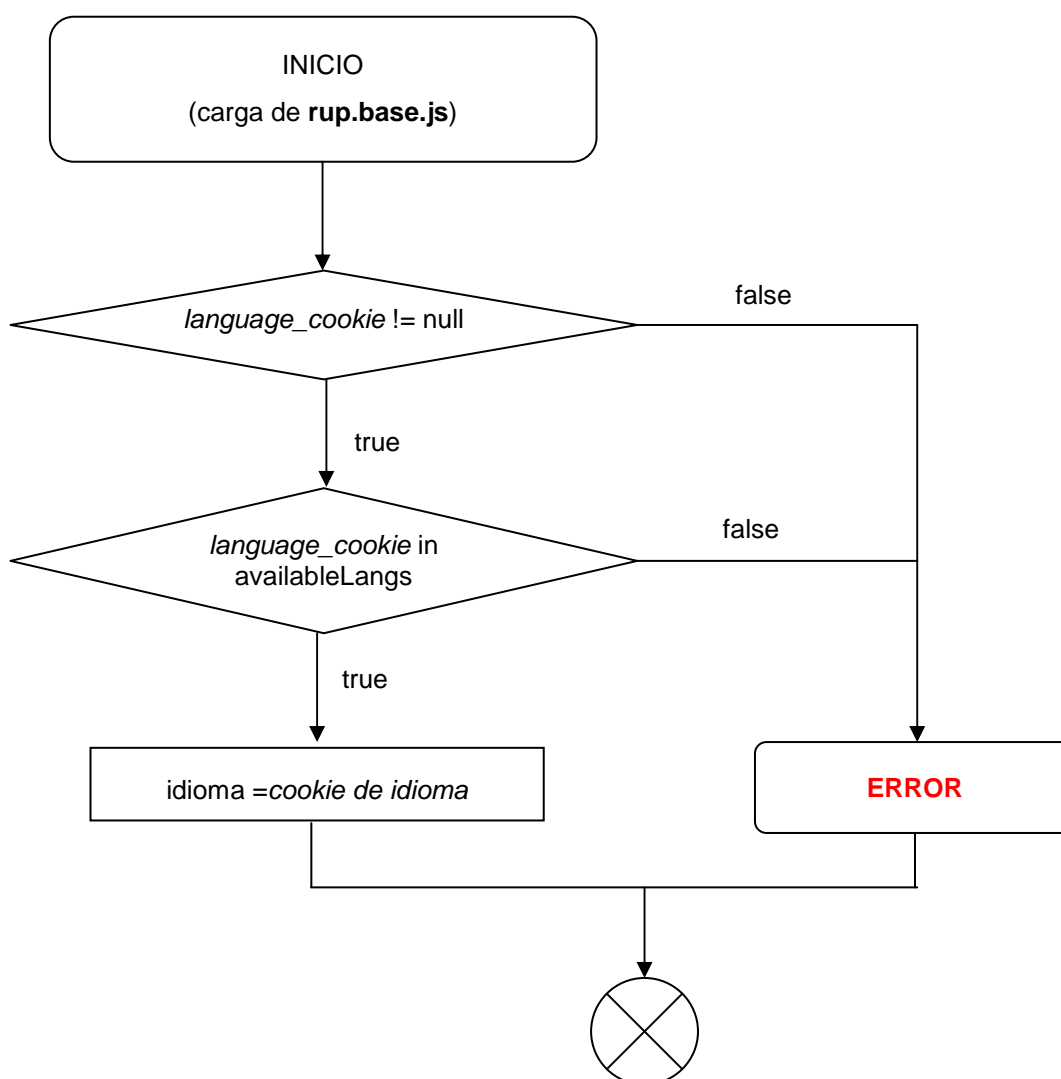 INICIO
(carga de rup.base.js)
false
language_cookie != null
true
false
language_cookie in
availableLangs
true
idioma =cookie de idioma
ERROR